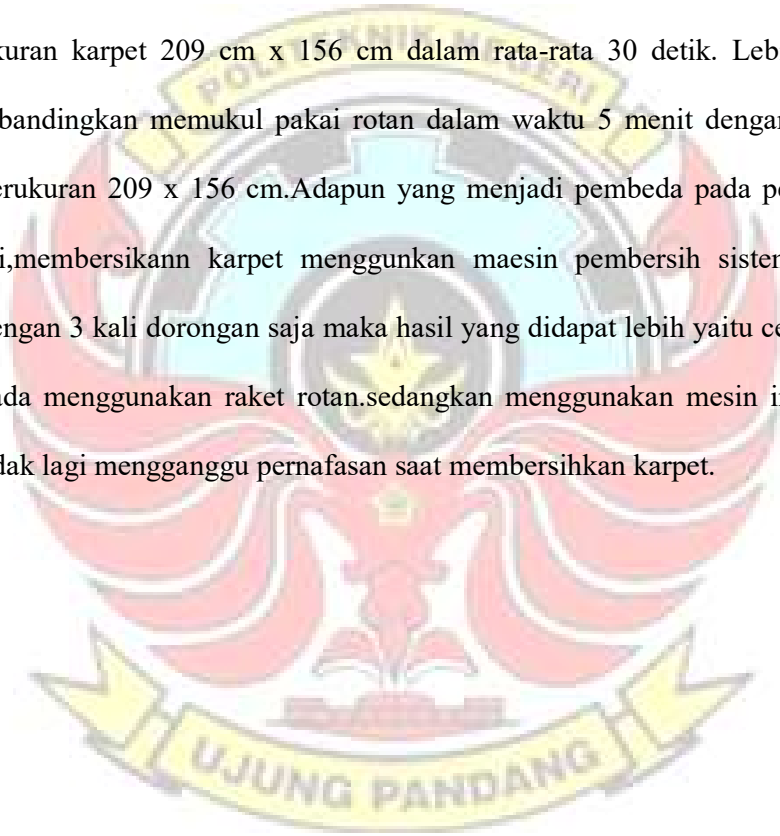 kuran karpet 209 cm x 156 cm dalam rata-rata 30 detik. Leb
bandingkan memukul pakai rotan dalam waktu 5 menit dengan
erukuran 209 x 156 cm.Adapun yang menjadi pembeda pada pe
i,membersikann karpet menggunkan maesin pembersih sistem
engan 3 kali dorongan saja maka hasil yang didapat lebih yaitu ce
ada menggunakan raket rotan.sedangkan menggunakan mesin i
dak lagi mengganggu pernafasan saat membersihkan karpet.
POLITEKNIK NEGERI
UJUNG PANDANG